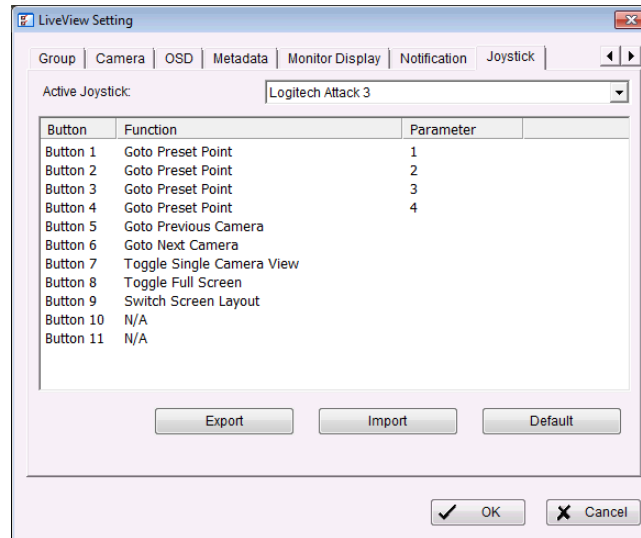 LiveView Setting
Group Camera OSD Metadata Monitor Display Notification Joystick
Active Joystick: Logitech Attack 3
Button Function Parameter
Button 1 Goto Preset Point 1
Button 2 Goto Preset Point 2
Button 3 Goto Preset Point 3
Button 4 Goto Preset Point 4
Button 5 Goto Previous Camera
Button 6 Goto Next Camera
Button 7 Toggle Single Camera View
Button 8 Toggle Full Screen
Button 9 Switch Screen Layout
Button 10 N/A
Button 11 N/A
Export Import Default
OK Cancel